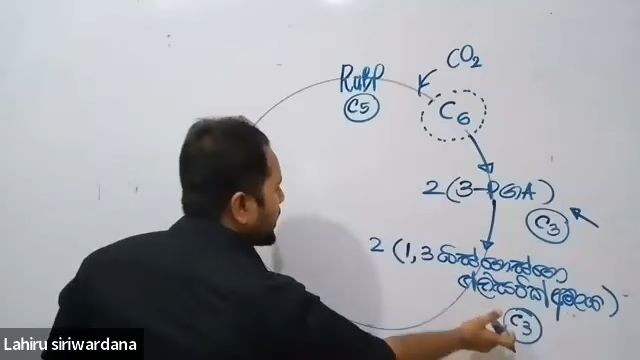 CO₂
RuBP
C5
C6
2 (3-PGA)
C3
2 (1,3 බිස්පොස්පො
ග්ලිසරික් අම්ලය)
C3
Lahiru siriwardana